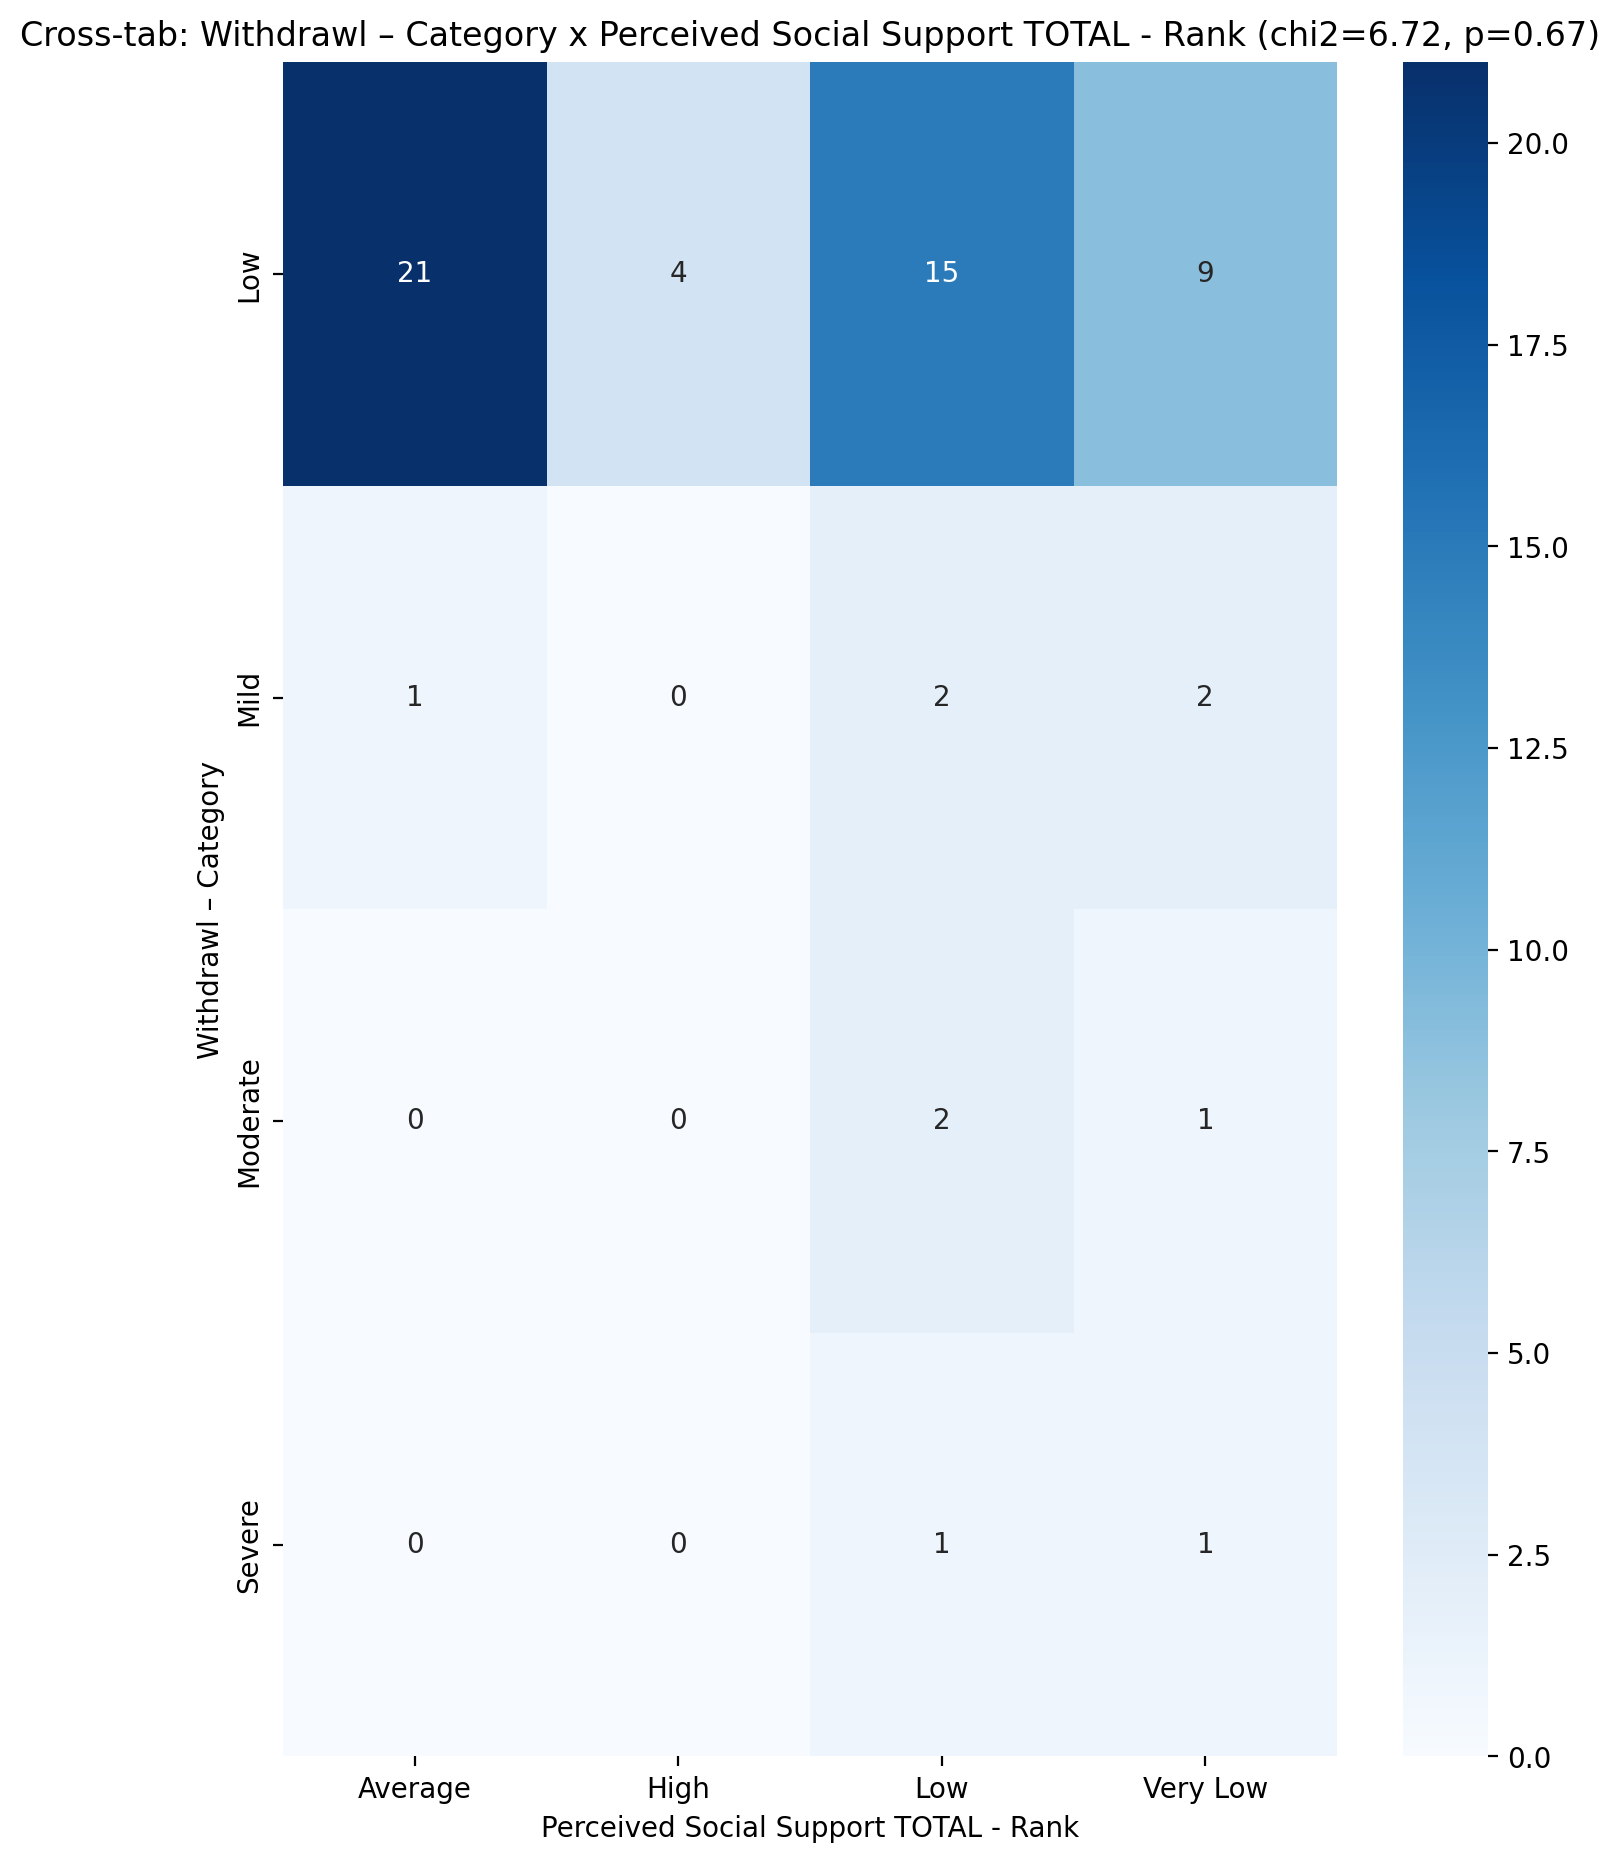 Cross-tab: Withdrawl – Category x Perceived Social Support TOTAL - Rank (chi2=6.72, p=0.67)
Withdrawl – Category
Low
21
4
15
9
Mild
1
0
2
2
Moderate
0
0
2
1
Severe
0
0
1
1
Average
High
Low
Very Low
Perceived Social Support TOTAL - Rank
20.0
17.5
15.0
12.5
10.0
7.5
5.0
2.5
0.0